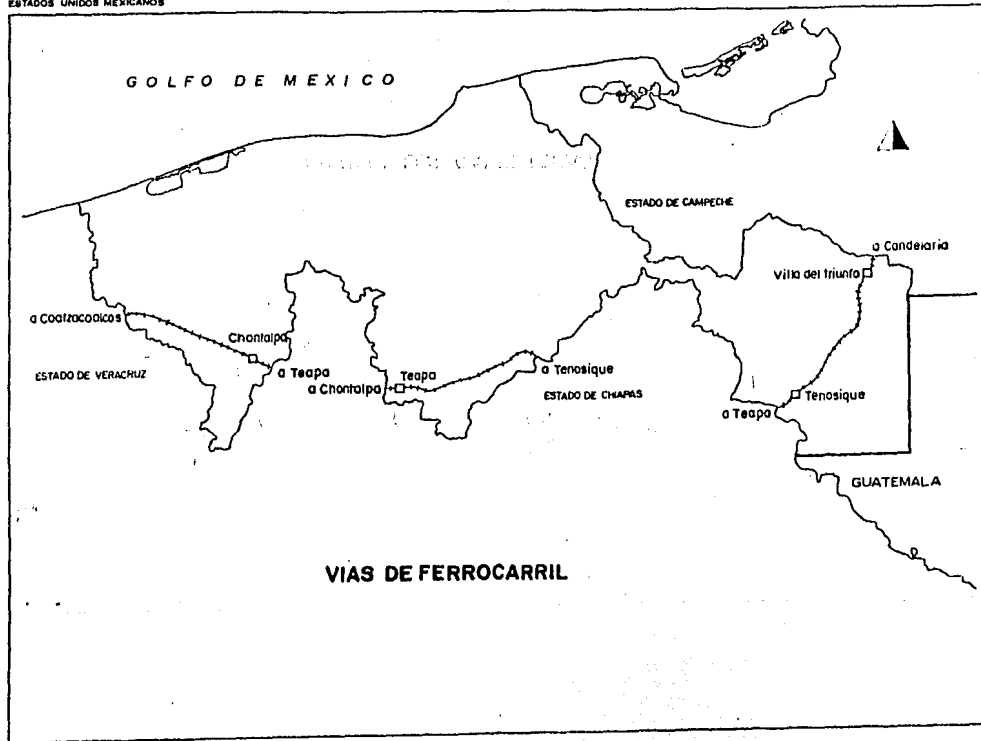 ESTADOS UNIDOS MEXICANOS
GOLFO DE MEXICO
ESTADO DE CAMPECHE
a Candelaria
Villa del triunfo
a Coatzacoalcos
Chontalpa
a Teapa
ESTADO DE VERACRUZ
a Chontalpa
Teapa
a Tenosique
ESTADO DE CHIAPAS
a Teapa
Tenosique
GUATEMALA
VIAS DE FERROCARRIL